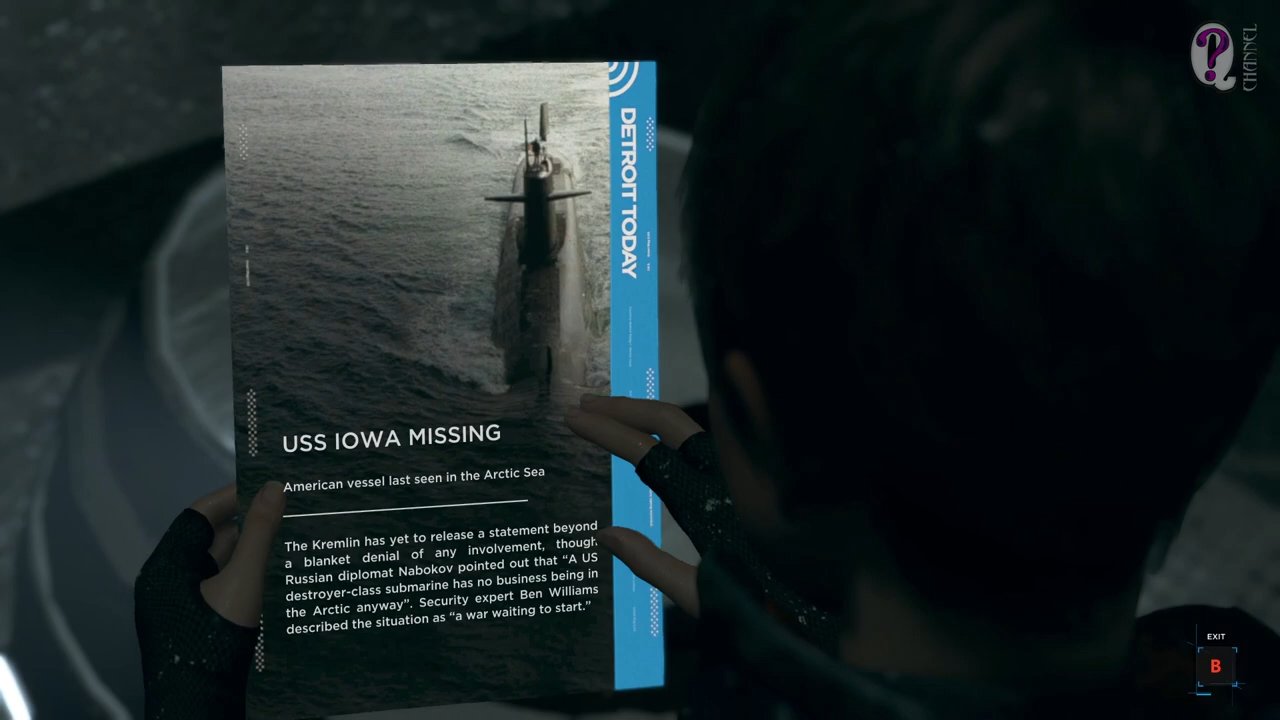 CHANNEL
DETROIT TODAY
USS IOWA MISSING
American vessel last seen in the Arctic Sea
The Kremlin has yet to release a statement beyond
a blanket denial of any involvement, though
Russian diplomat Nabokov pointed out that “A US
destroyer-class submarine has no business being in
the Arctic anyway”. Security expert Ben Williams
described the situation as “a war waiting to start.”
EXIT
B